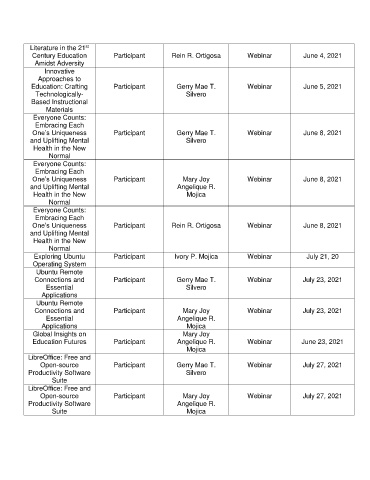 Literature in the 21st
Century Education
Amidst Adversity
Participant
Rein R. Ortigosa
Webinar
June 4, 2021
Innovative
Approaches to
Education: Crafting
Technologically-
Based Instructional
Materials
Participant
Gerry Mae T.
Silvero
Webinar
June 5, 2021
Everyone Counts:
Embracing Each
One's Uniqueness
and Uplifting Mental
Health in the New
Normal
Participant
Gerry Mae T.
Silvero
Webinar
June 8, 2021
Everyone Counts:
Embracing Each
One's Uniqueness
and Uplifting Mental
Health in the New
Normal
Participant
Mary Joy
Angelique R.
Mojica
Webinar
June 8, 2021
Everyone Counts:
Embracing Each
One's Uniqueness
and Uplifting Mental
Health in the New
Normal
Participant
Rein R. Ortigosa
Webinar
June 8, 2021
Exploring Ubuntu
Operating System
Participant
Ivory P. Mojica
Webinar
July 21, 20
Ubuntu Remote
Connections and
Essential
Applications
Participant
Gerry Mae T.
Silvero
Webinar
July 23, 2021
Ubuntu Remote
Connections and
Essential
Applications
Participant
Mary Joy
Angelique R.
Mojica
Webinar
July 23, 2021
Global Insights on
Education Futures
Participant
Mary Joy
Angelique R.
Mojica
Webinar
June 23, 2021
LibreOffice: Free and
Open-source
Productivity Software
Suite
Participant
Gerry Mae T.
Silvero
Webinar
July 27, 2021
LibreOffice: Free and
Open-source
Productivity Software
Suite
Participant
Mary Joy
Angelique R.
Mojica
Webinar
July 27, 2021